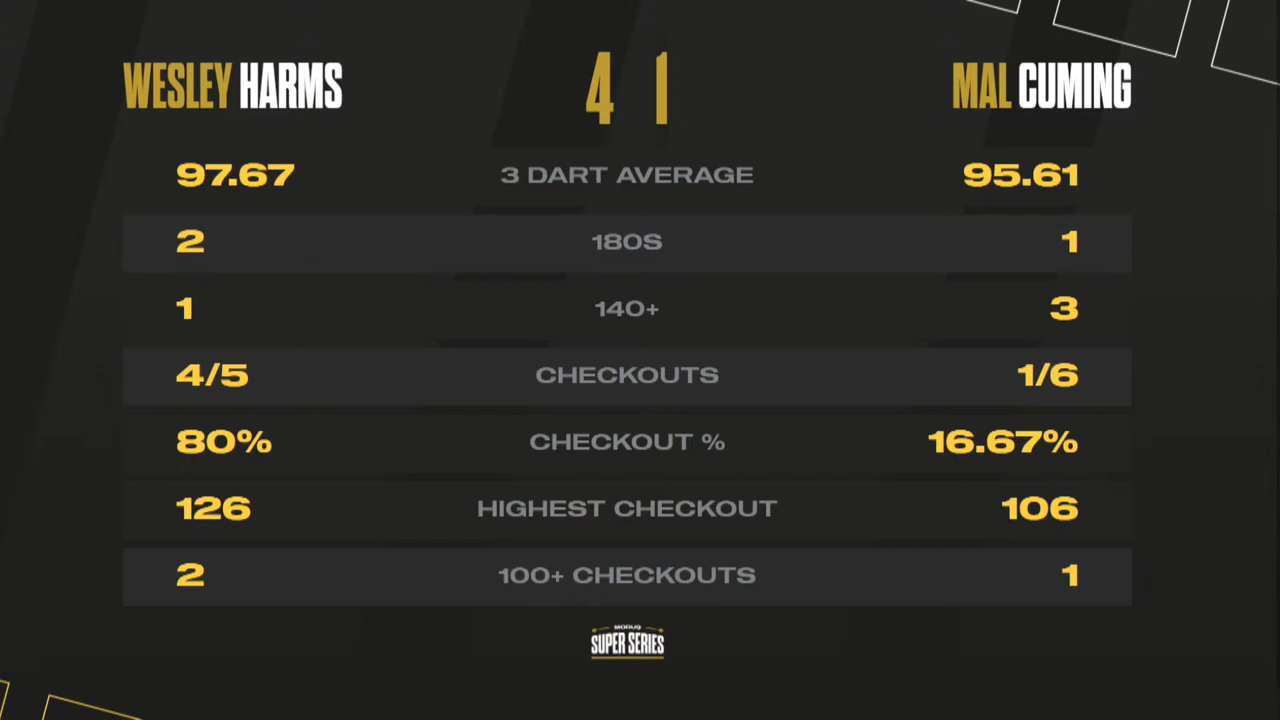 WESLEY HARMS 4 1 MAL CUMING
97.67 3 DART AVERAGE 95.61
2 180S 1
1 140+ 3
4/5 CHECKOUTS 1/6
80% CHECKOUT % 16.67%
126 HIGHEST CHECKOUT 106
2 100+ CHECKOUTS 1
MODUS
SUPER SERIES